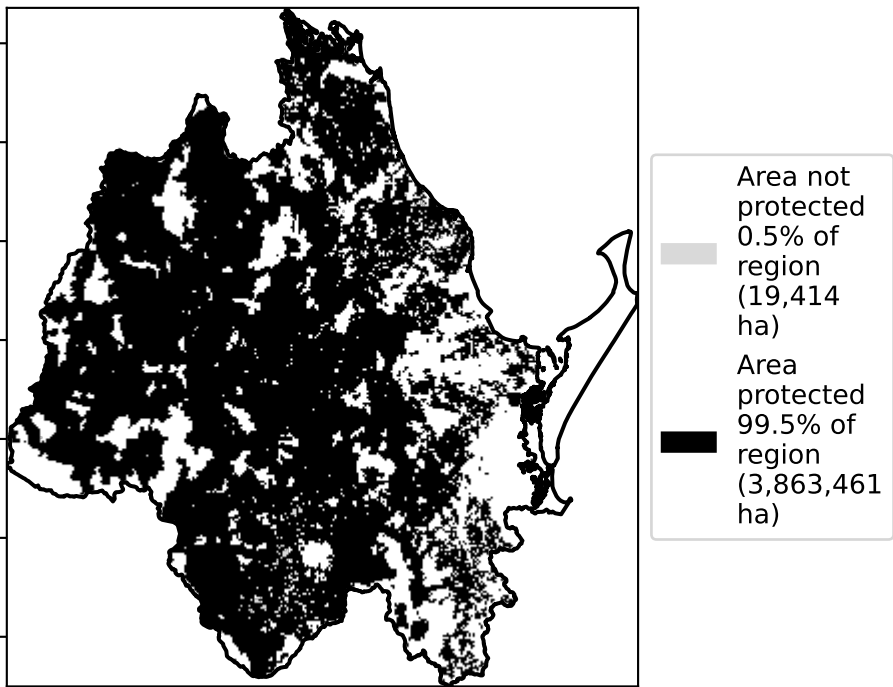 Area not
protected
0.5% of
region
(19,414
ha)
Area
protected
99.5% of
region
(3,863,461
ha)